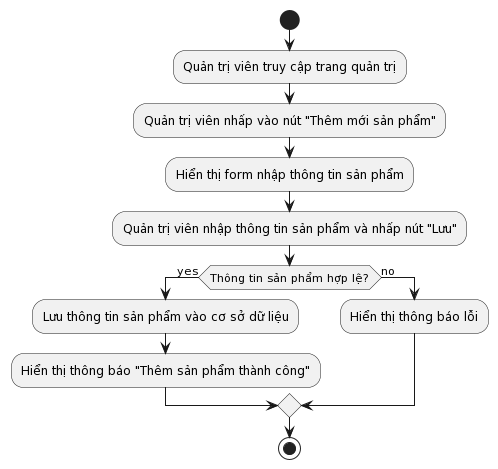 Quản trị viên truy cập trang quản trị
Quản trị viên nhấp vào nút "Thêm mới sản phẩm"
Hiển thị form nhập thông tin sản phẩm
Quản trị viên nhập thông tin sản phẩm và nhấp nút "Lưu"
yes
Thông tin sản phẩm hợp lệ?
no
Lưu thông tin sản phẩm vào cơ sở dữ liệu
Hiển thị thông báo lỗi
Hiển thị thông báo "Thêm sản phẩm thành công"